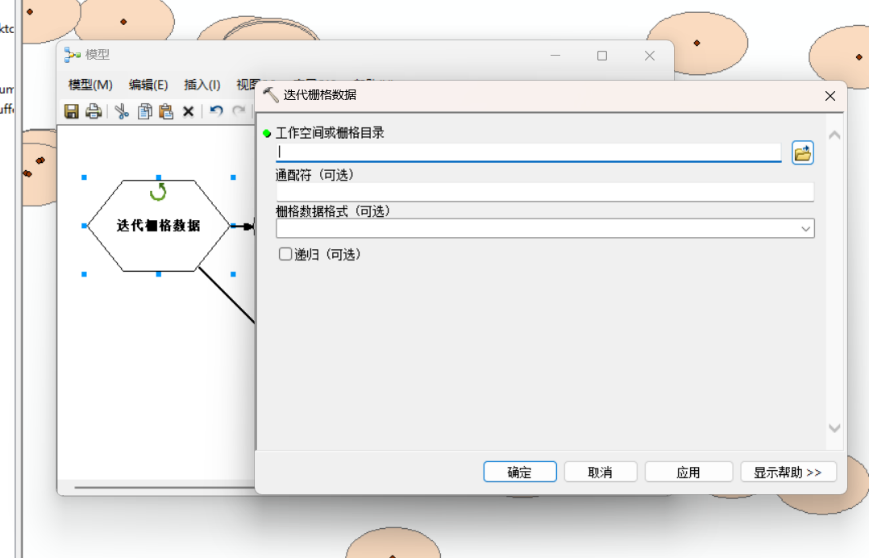 模型
模型(M) 编辑(E) 插入(I) 视图
迭代栅格数据
工作空间或栅格目录
通配符（可选）
栅格数据格式（可选）
递归（可选）
迭代栅格数据
确定 取消 应用 显示帮助 >>